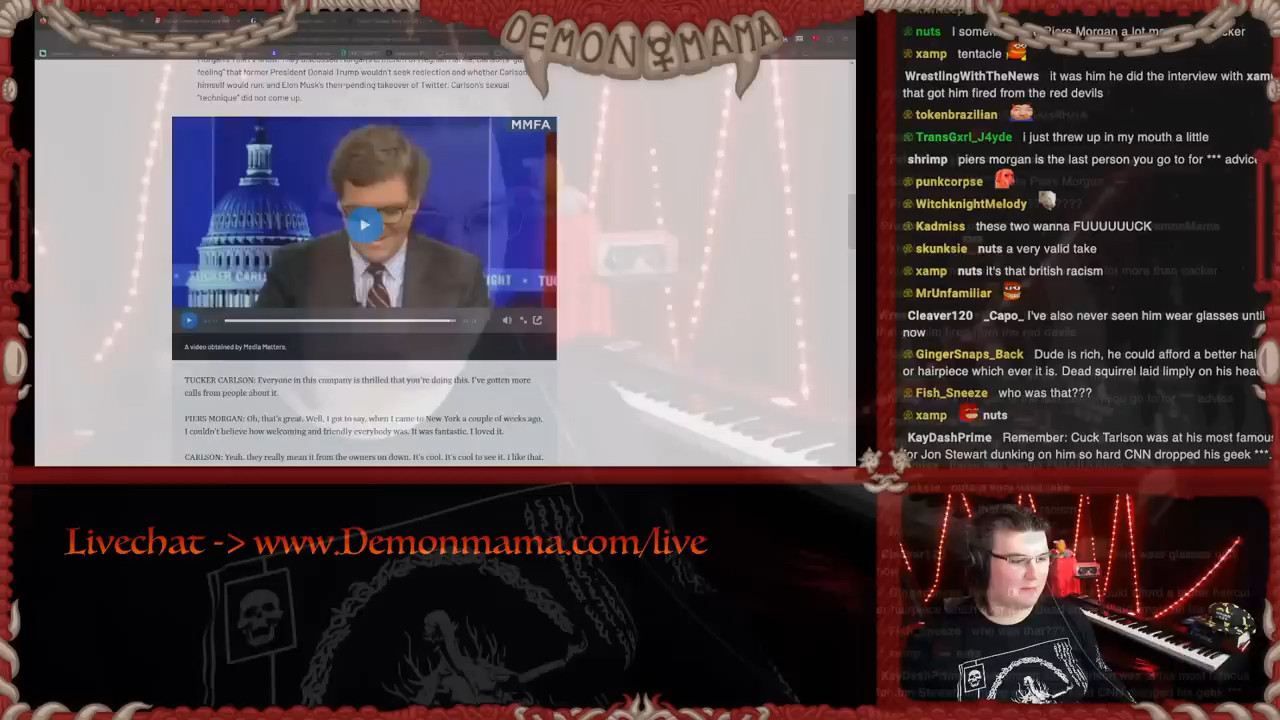 DEMON MAMA
feeling" that former President Donald Trump wouldn't seek reelection and whether Carlson
himself would run; and Elon Musk's then-pending takeover of Twitter. Carlson's sexual
"technique" did not come up.
MMFA
TUCKER CARL
IGHT
A video obtained by Media Matters.
TUCKER CARLSON: Everyone in this company is thrilled that you're doing this. I've gotten more
calls from people about it.
PIERS MORGAN: Oh, that's great. Well, I got to say, when I came to New York a couple of weeks ago,
I couldn't believe how welcoming and friendly everybody was. It was fantastic. I loved it.
CARLSON: Yeah, they really mean it from the owners on down. It's cool. It's cool to see it. I like that.
Livechat -> www.Demonmama.com/live
nuts Piers Morgan a lot
xamp tentacle
WrestlingWithTheNews it was him he did the interview with xam
that got him fired from the red devils
tokenbrazilian
TransGxrl_J4yde i just threw up in my mouth a little
shrimp piers morgan is the last person you go to for *** advic
punkcorpse
WitchknightMelody
Kadmiss these two wanna FUUUUUUCK
skunksie nuts a very valid take
xamp nuts it's that british racism
MrUnfamiliar
Cleaver120 _Capo_ I've also never seen him wear glasses until
now
GingerSnaps_Back Dude is rich, he could afford a better hai
or hairpiece which ever it is. Dead squirrel laid limply on his head
Fish_Sneeze who was that???
xamp nuts
KayDashPrime Remember: Cuck Tarlson was at his most famous
for Jon Stewart dunking on him so hard CNN dropped his geek ***.